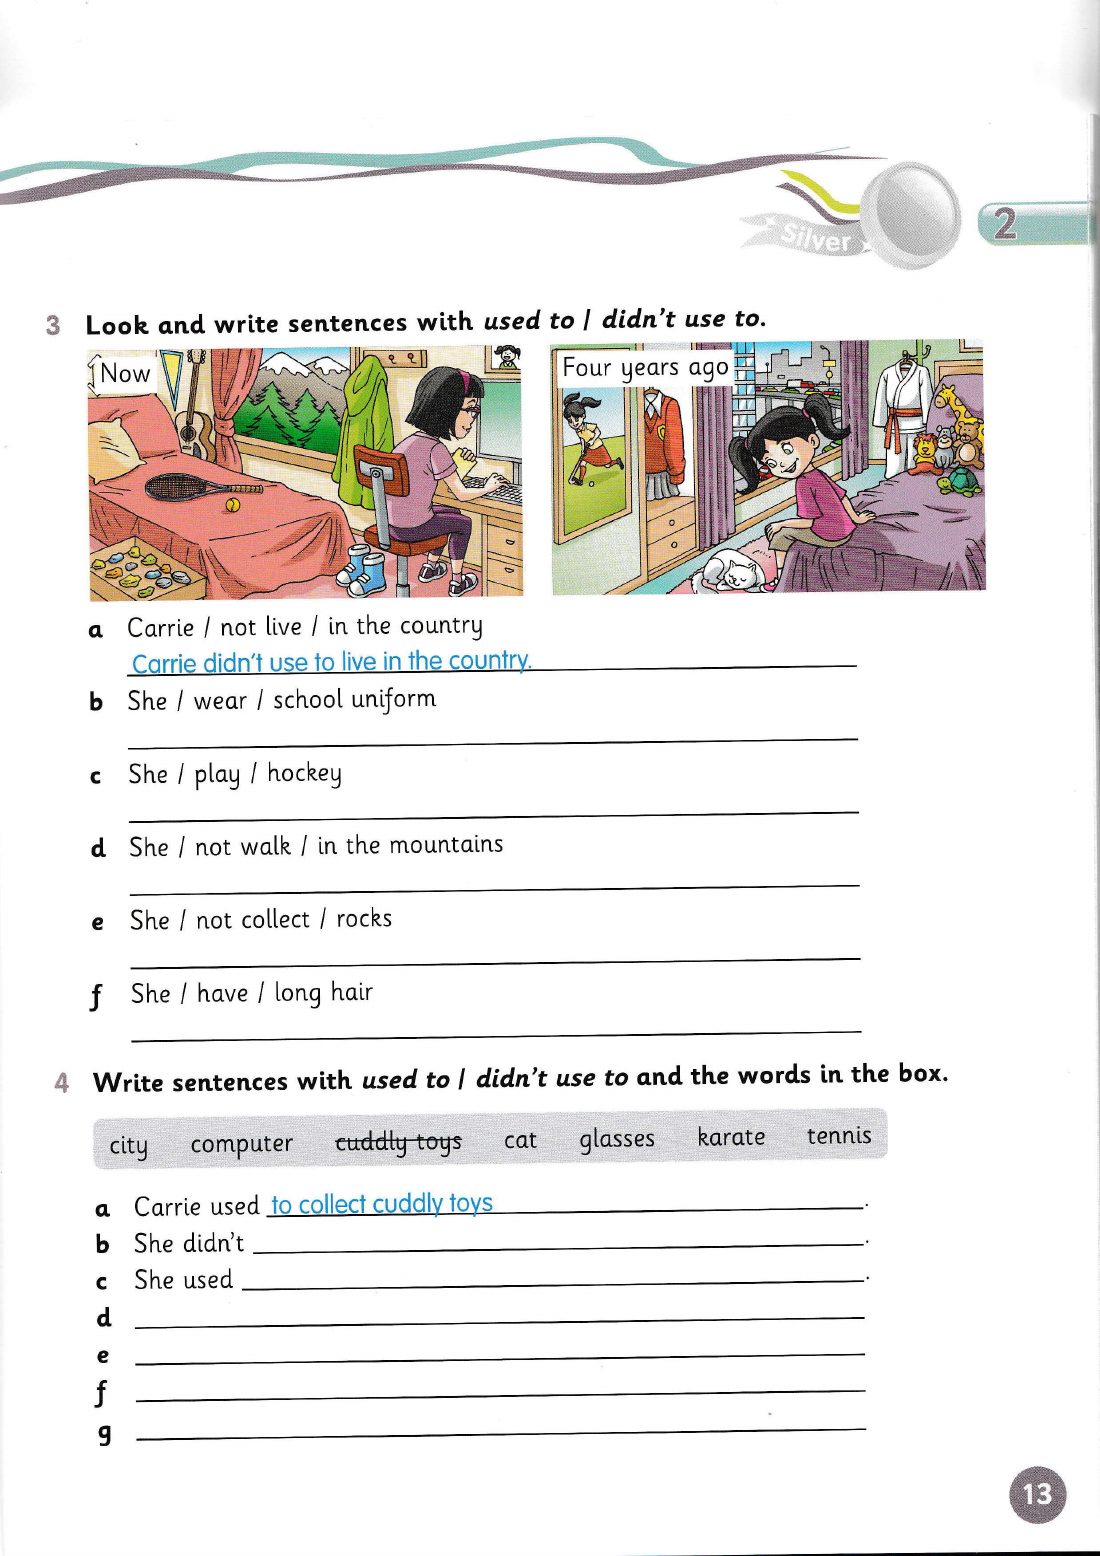 Silver
2
3 Look and write sentences with used to / didn't use to.
Now
Four years ago
a Carrie / not live / in the country
Carrie didn't use to live in the country.
b She / wear / school uniform
c She / play / hockey
d She / not walk / in the mountains
e She / not collect / rocks
f She / have / long hair
4 Write sentences with used to / didn't use to and the words in the box.
city computer cuddly toys cat glasses karate tennis
a Carrie used to collect cuddly toys.
b She didn't .
c She used .
d
e
f
g
13